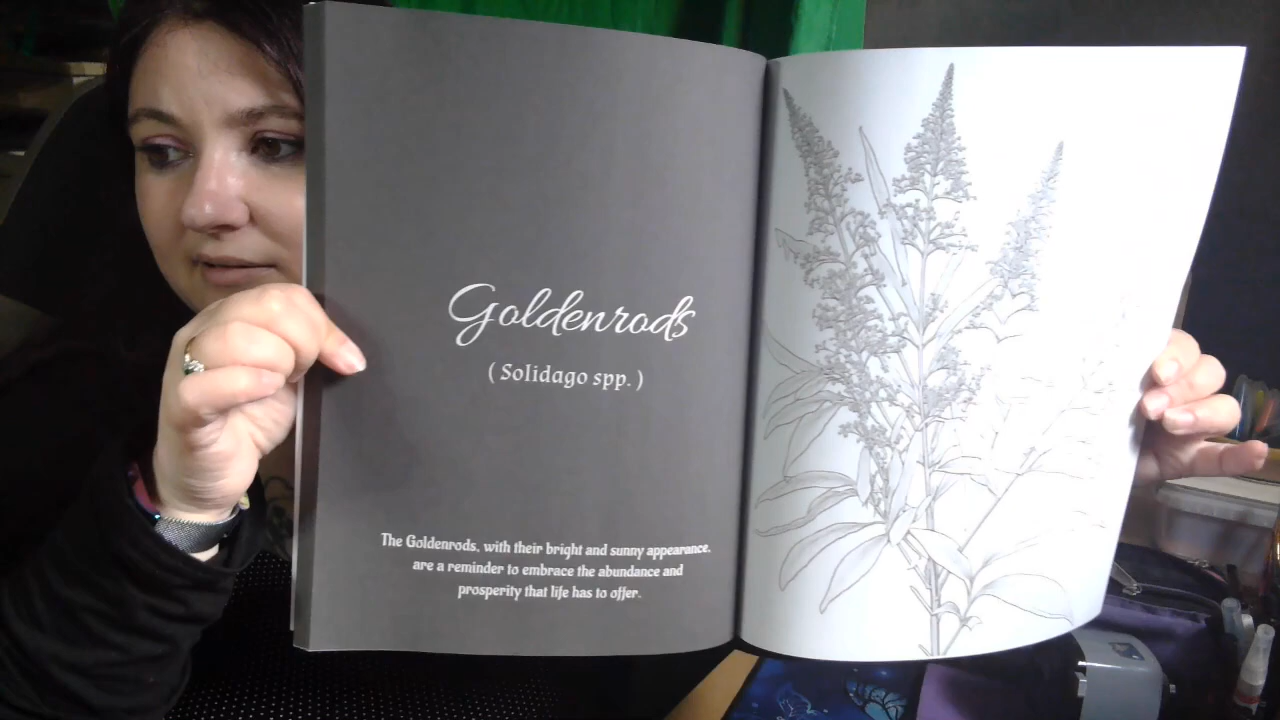 Goldenrods
( Solidago spp. )
The Goldenrods, with their bright and sunny appearance,
are a reminder to embrace the abundance and
prosperity that life has to offer.